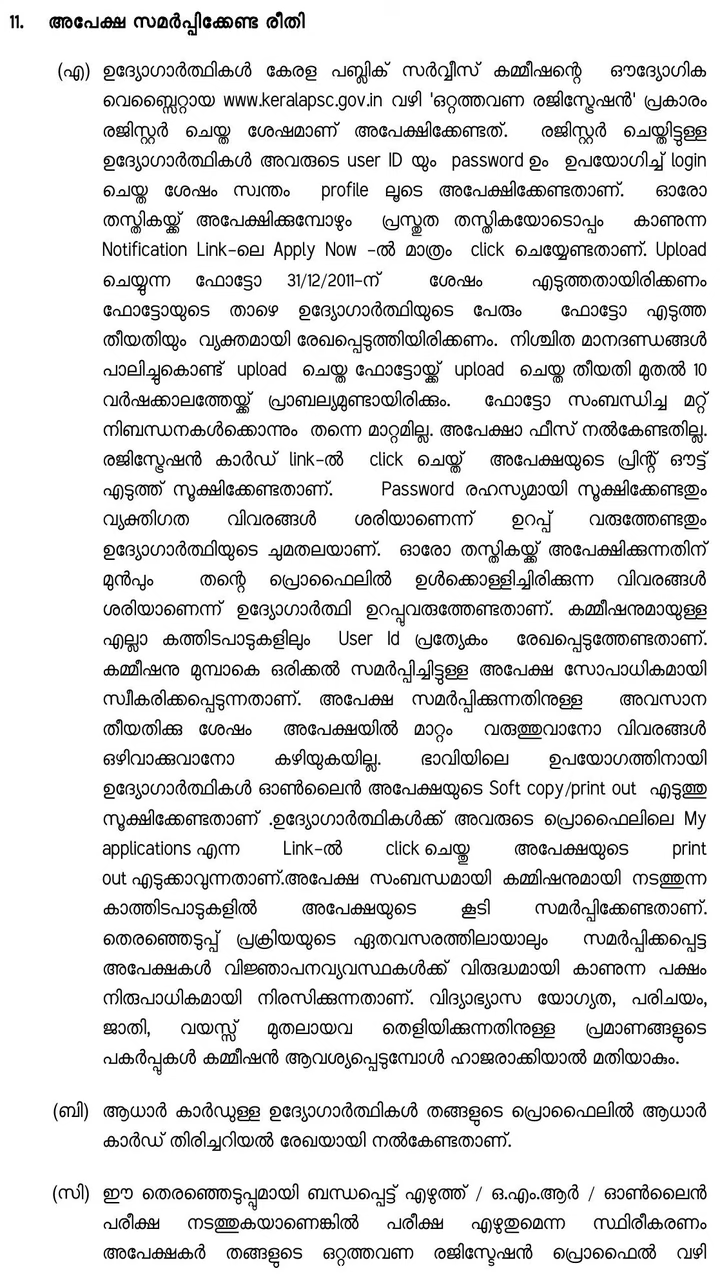 11. അപേക്ഷ സമർപ്പിക്കേണ്ട രീതി
(എ) ഉദ്യോഗാർത്ഥികൾ കേരള പബ്ലിക് സർവ്വീസ് കമ്മീഷന്റെ ഔദ്യോഗിക
വെബ്ബൈറ്റായ www.keralapsc.gov.in വഴി 'ഒറ്റത്തവണ രജിസ്ട്രേഷൻ' പ്രകാരം
രജിസ്റ്റർ ചെയ്ത ശേഷമാണ് അപേക്ഷിക്കേണ്ടത്. രജിസ്റ്റർ ചെയ്തിട്ടുള്ള
ഉദ്യോഗാർത്ഥികൾ അവരുടെ user ID യും password ഉം ഉപയോഗിച്ച് login
ചെയ്ത ശേഷം സ്വന്തം profile ലൂടെ അപേക്ഷിക്കേണ്ടതാണ്. ഓരോ
തസ്തികയ്ക്ക് അപേക്ഷിക്കുമ്പോഴും പ്രസ്തുത തസ്തികയോടൊപ്പം കാണുന്ന
Notification Link-ലെ Apply Now -ൽ മാത്രം click ചെയ്യേണ്ടതാണ്. Upload
ചെയ്യുന്ന ഫോട്ടോ 31/12/2011-ന് ശേഷം എടുത്തതായിരിക്കണം
ഫോട്ടോയുടെ താഴെ ഉദ്യോഗാർത്ഥിയുടെ പേരും ഫോട്ടോ എടുത്ത
തീയതിയും വ്യക്തമായി രേഖപ്പെടുത്തിയിരിക്കണം. നിശ്ചിത മാനദണ്ഡങ്ങൾ
പാലിച്ചുകൊണ്ട് upload ചെയ്ത ഫോട്ടോയ്ക്ക് upload ചെയ്ത തീയതി മുതൽ 10
വർഷക്കാലത്തേയ്ക്ക് പ്രാബല്യമുണ്ടായിരിക്കും. ഫോട്ടോ സംബന്ധിച്ച മറ്റ്
നിബന്ധനകൾക്കൊന്നും തന്നെ മാറ്റമില്ല. അപേക്ഷാ ഫീസ് നൽകേണ്ടതില്ല.
രജിസ്ട്രേഷൻ കാർഡ് link-ൽ click ചെയ്ത് അപേക്ഷയുടെ പ്രിന്റ് ഔട്ട്
എടുത്ത് സൂക്ഷിക്കേണ്ടതാണ്. Password രഹസ്യമായി സൂക്ഷിക്കേണ്ടതും
വ്യക്തിഗത വിവരങ്ങൾ ശരിയാണെന്ന് ഉറപ്പ് വരുത്തേണ്ടതും
ഉദ്യോഗാർത്ഥിയുടെ ചുമതലയാണ്. ഓരോ തസ്തികയ്ക്ക് അപേക്ഷിക്കുന്നതിന്
മുൻപും തന്റെ പ്രൊഫൈലിൽ ഉൾക്കൊള്ളിച്ചിരിക്കുന്ന വിവരങ്ങൾ
ശരിയാണെന്ന് ഉദ്യോഗാർത്ഥി ഉറപ്പുവരുത്തേണ്ടതാണ്. കമ്മീഷനുമായുള്ള
എല്ലാ കത്തിടപാടുകളിലും User Id പ്രത്യേകം രേഖപ്പെടുത്തേണ്ടതാണ്.
കമ്മീഷനു മുമ്പാകെ ഒരിക്കൽ സമർപ്പിച്ചിട്ടുള്ള അപേക്ഷ സോപാധികമായി
സ്വീകരിക്കപ്പെടുന്നതാണ്. അപേക്ഷ സമർപ്പിക്കുന്നതിനുള്ള അവസാന
തീയതിക്കു ശേഷം അപേക്ഷയിൽ മാറ്റം വരുത്തുവാനോ വിവരങ്ങൾ
ഒഴിവാക്കുവാനോ കഴിയുകയില്ല. ഭാവിയിലെ ഉപയോഗത്തിനായി
ഉദ്യോഗാർത്ഥികൾ ഓൺലൈൻ അപേക്ഷയുടെ Soft copy/print out എടുത്തു
സൂക്ഷിക്കേണ്ടതാണ് .ഉദ്യോഗാർത്ഥികൾക്ക് അവരുടെ പ്രൊഫൈലിലെ My
applications എന്ന Link-ൽ click ചെയ്തു അപേക്ഷയുടെ print
out എടുക്കാവുന്നതാണ്.അപേക്ഷ സംബന്ധമായി കമ്മിഷനുമായി നടത്തുന്ന
കാത്തിടപാടുകളിൽ അപേക്ഷയുടെ കൂടി സമർപ്പിക്കേണ്ടതാണ്.
തെരഞ്ഞെടുപ്പ് പ്രക്രിയയുടെ ഏതവസരത്തിലായാലും സമർപ്പിക്കപ്പെട്ട
അപേക്ഷകൾ വിജ്ഞാപനവ്യവസ്ഥകൾക്ക് വിരുദ്ധമായി കാണുന്ന പക്ഷം
നിരുപാധികമായി നിരസിക്കുന്നതാണ്. വിദ്യാഭ്യാസ യോഗ്യത, പരിചയം,
ജാതി, വയസ്സ് മുതലായവ തെളിയിക്കുന്നതിനുള്ള പ്രമാണങ്ങളുടെ
പകർപ്പുകൾ കമ്മീഷൻ ആവശ്യപ്പെടുമ്പോൾ ഹാജരാക്കിയാൽ മതിയാകും.
(ബി) ആധാർ കാർഡുള്ള ഉദ്യോഗാർത്ഥികൾ തങ്ങളുടെ പ്രൊഫൈലിൽ ആധാർ
കാർഡ് തിരിച്ചറിയൽ രേഖയായി നൽകേണ്ടതാണ്.
(സി) ഈ തെരഞ്ഞെടുപ്പുമായി ബന്ധപ്പെട്ട് എഴുത്ത് / ഒ.എം.ആർ / ഓൺലൈൻ
പരീക്ഷ നടത്തുകയാണെങ്കിൽ പരീക്ഷ എഴുതുമെന്ന സ്ഥിരീകരണം
അപേക്ഷകർ തങ്ങളുടെ ഒറ്റത്തവണ രജിസ്ട്രേഷൻ പ്രൊഫൈൽ വഴി